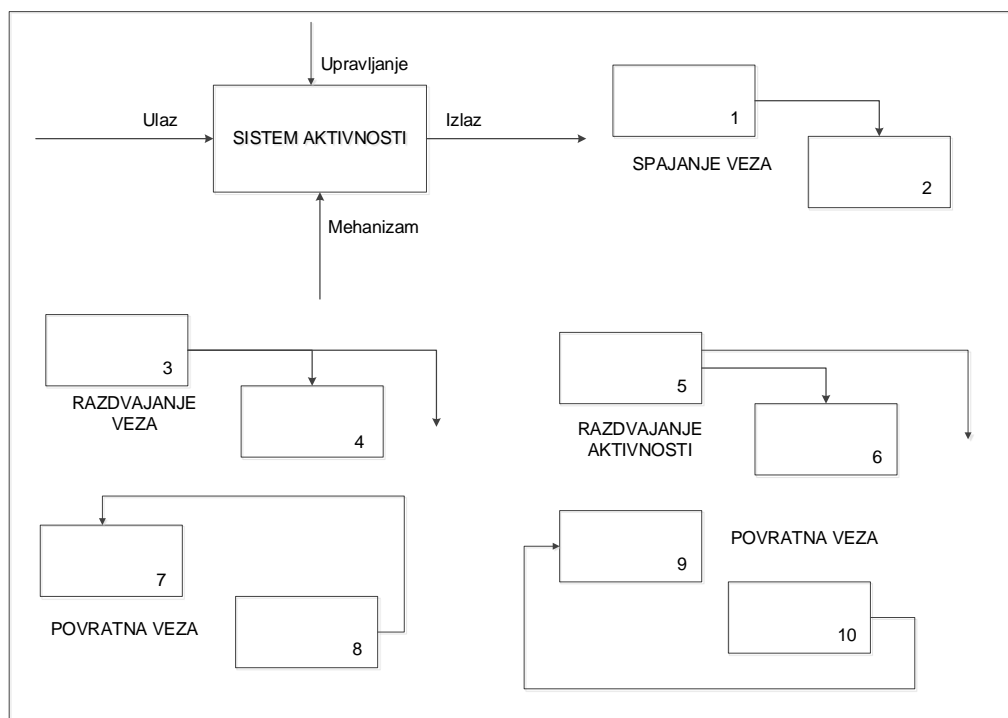 Upravljanje
Ulaz
SISTEM AKTIVNOSTI
Izlaz
Mehanizam
1
SPAJANJE VEZA
2
3
RAZDVAJANJE
VEZA
4
5
RAZDVAJANJE
AKTIVNOSTI
6
7
POVRATNA VEZA
8
9
POVRATNA VEZA
10